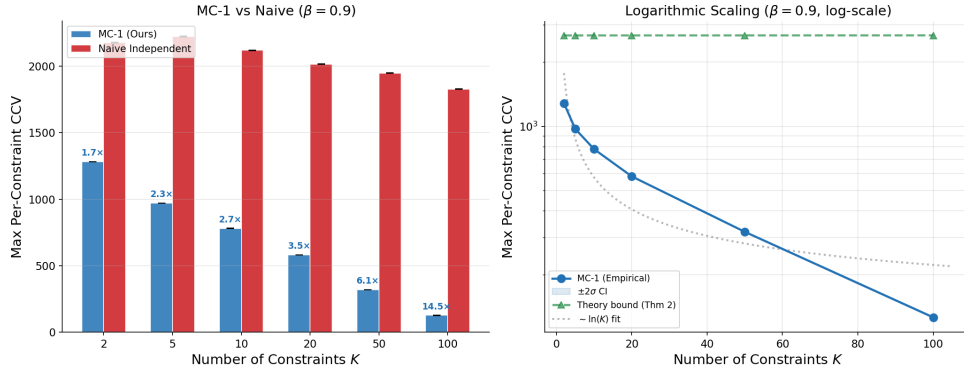 MC-1 vs Naive (β = 0.9)
MC-1 (Ours)
Naive Independent
Max Per-Constraint CCV
2000
1500
1000
500
0
1.7×
2.3×
2.7×
3.5×
6.1×
14.5×
2 5 10 20 50 100
Number of Constraints K
Logarithmic Scaling (β = 0.9, log-scale)
Max Per-Constraint CCV
10³
MC-1 (Empirical)
±2σ CI
Theory bound (Thm 2)
~ ln(K) fit
0 20 40 60 80 100
Number of Constraints K